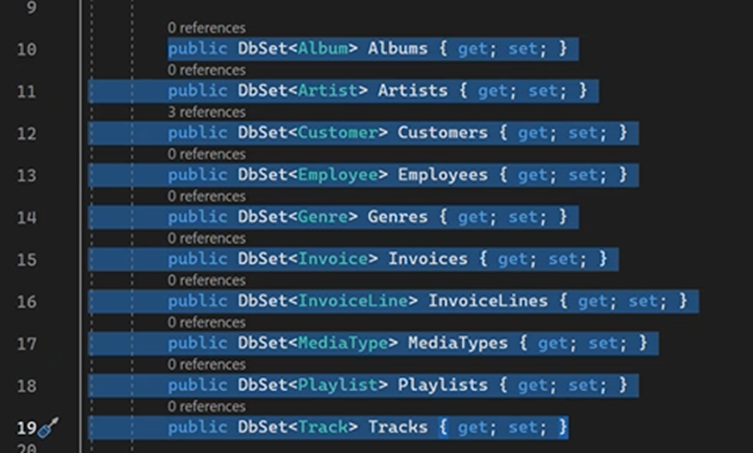 9
0 references
10 public DbSet<Album> Albums { get; set; }
0 references
11 public DbSet<Artist> Artists { get; set; }
3 references
12 public DbSet<Customer> Customers { get; set; }
0 references
13 public DbSet<Employee> Employees { get; set; }
0 references
14 public DbSet<Genre> Genres { get; set; }
0 references
15 public DbSet<Invoice> Invoices { get; set; }
0 references
16 public DbSet<InvoiceLine> InvoiceLines { get; set; }
0 references
17 public DbSet<MediaType> MediaTypes { get; set; }
0 references
18 public DbSet<Playlist> Playlists { get; set; }
0 references
19 public DbSet<Track> Tracks { get; set; }
20